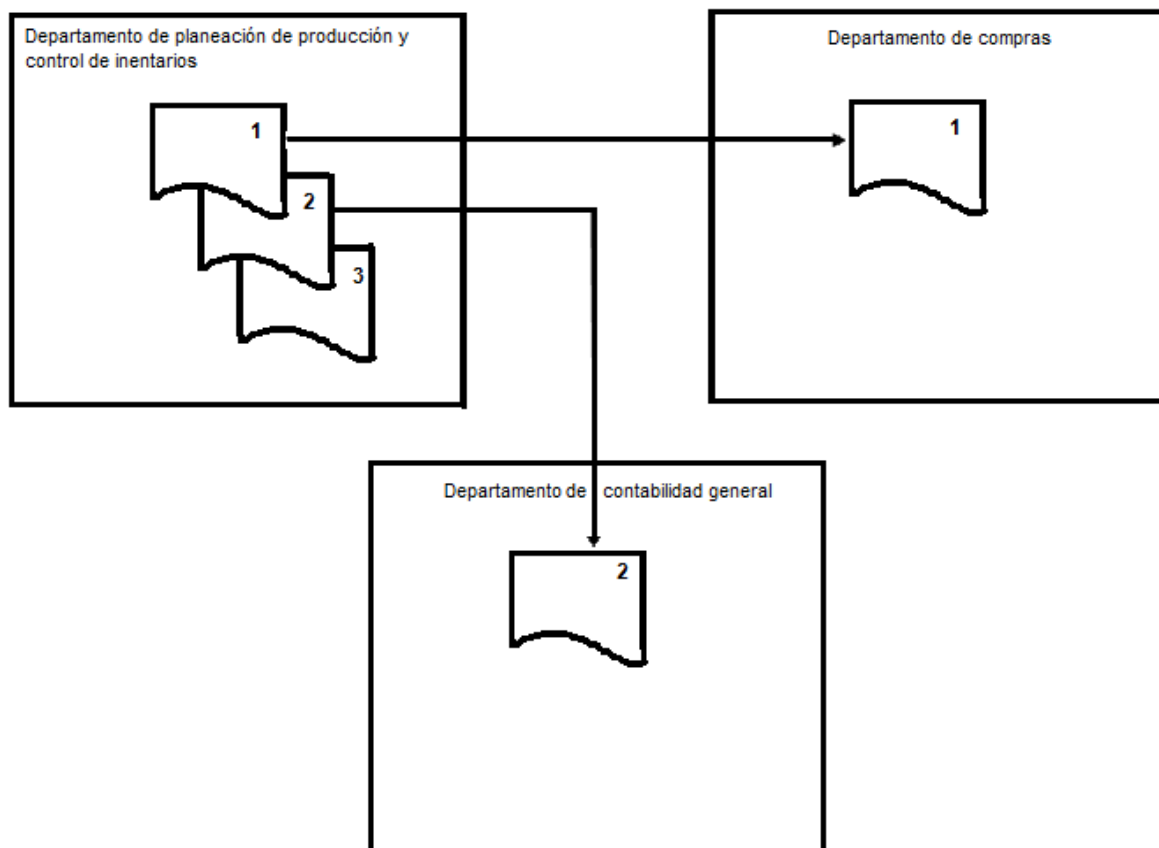 Departamento de planeación de producción y
control de inentarios
1
2
3
Departamento de compras
1
Departamento de contabilidad general
2